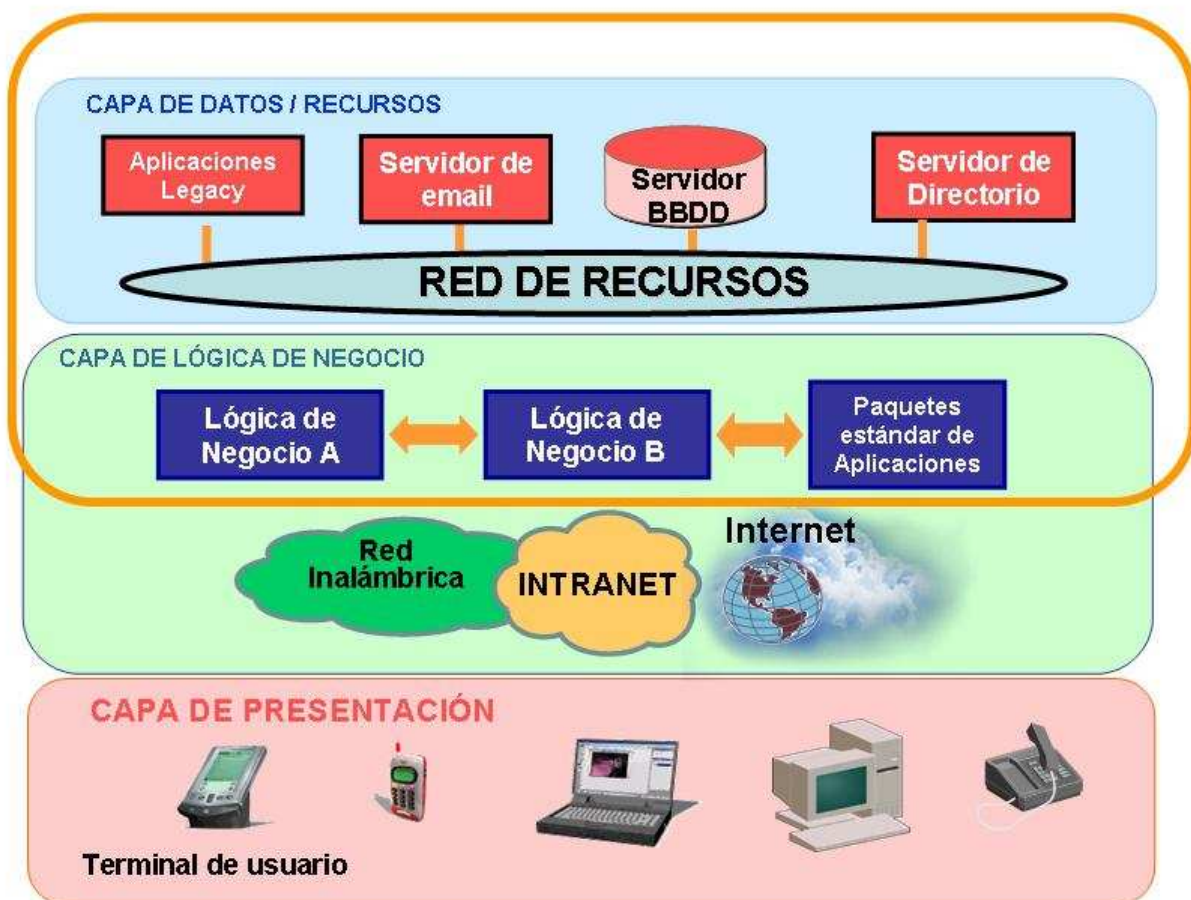 CAPA DE DATOS / RECURSOS
Aplicaciones
Legacy
Servidor de
email
Servidor
BBDD
Servidor de
Directorio
RED DE RECURSOS
CAPA DE LÓGICA DE NEGOCIO
Lógica de
Negocio A
Lógica de
Negocio B
Paquetes
estándar de
Aplicaciones
Red
Inalámbrica
INTRANET
Internet
CAPA DE PRESENTACIÓN
Terminal de usuario